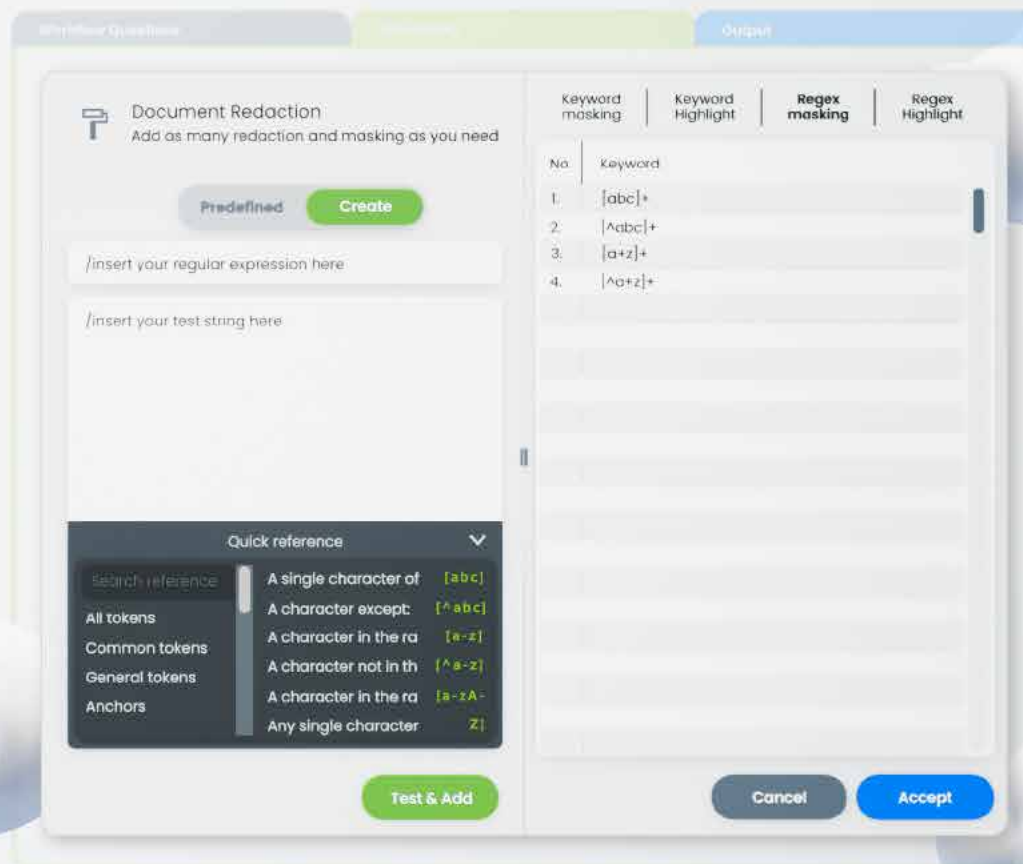 Output
Document Redaction
Add as many redaction and masking as you need
Predefined
Create
/insert your regular expression here
/insert your test string here
Quick reference
Search reference
All tokens
Common tokens
General tokens
Anchors
A single character of [abc]
A character except: [^abc]
A character in the ra [a-z]
A character not in th [^a-z]
A character in the ra [a-zA-
Any single character Z]
Test & Add
Keyword masking
Keyword Highlight
Regex masking
Regex Highlight
No. Keyword
1. [abc]+
2. [^abc]+
3. [a+z]+
4. [^a+z]+
Cancel
Accept